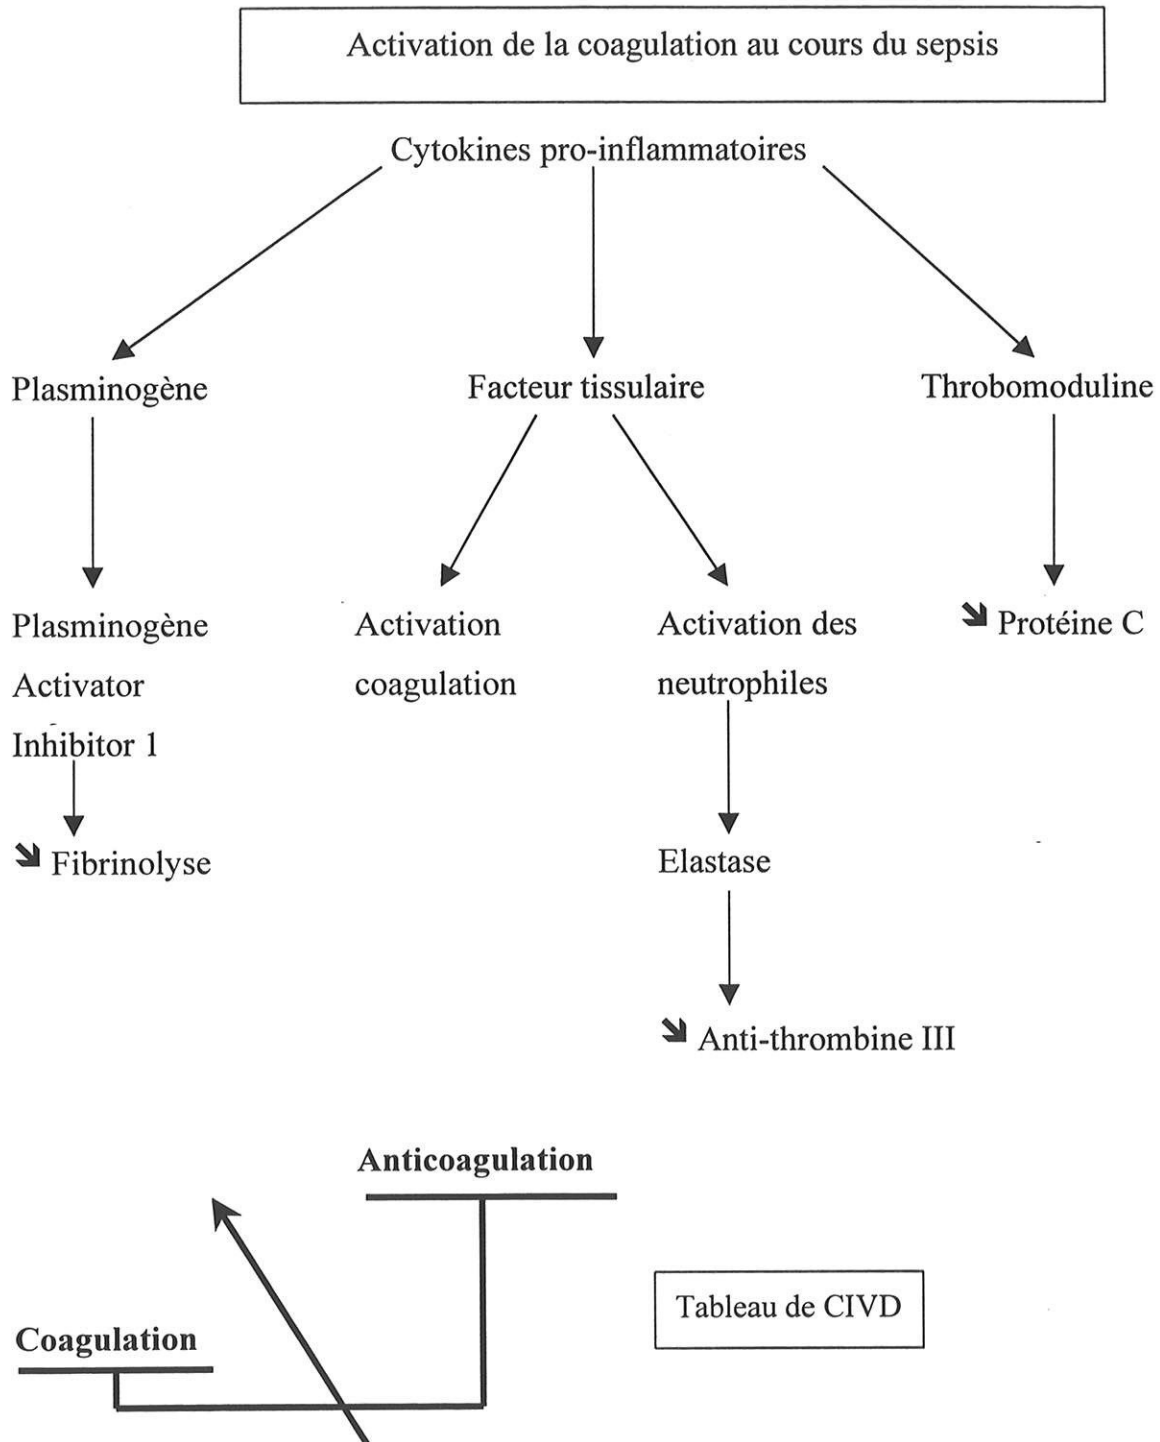 Activation de la coagulation au cours du sepsis
Cytokines pro-inflammatoires
Plasminogène
Facteur tissulaire
Throbomoduline
Plasminogène
Activator
Inhibitor 1
Activation
coagulation
Activation des
neutrophiles
Protéine C
Fibrinolyse
Elastase
Anti-thrombine III
Anticoagulation
Tableau de CIVD
Coagulation